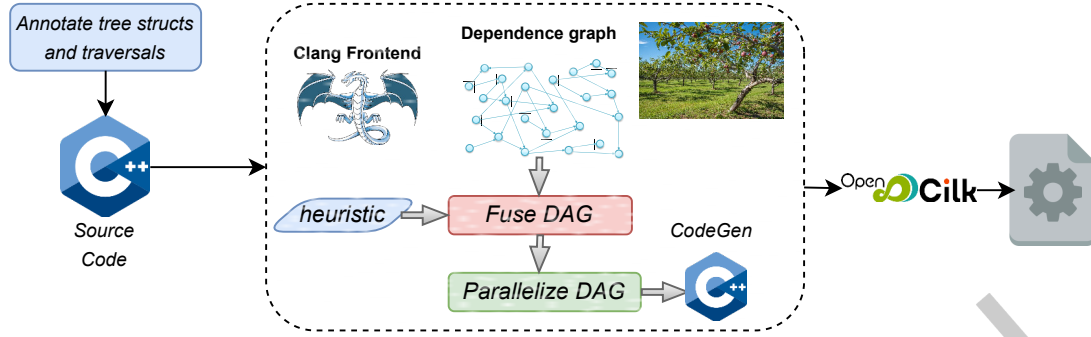 Annotate tree structs
and traversals
C++
Source
Code
Clang Frontend
Dependence graph
heuristic
Fuse DAG
Parallelize DAG
CodeGen
C++
Open Cilk